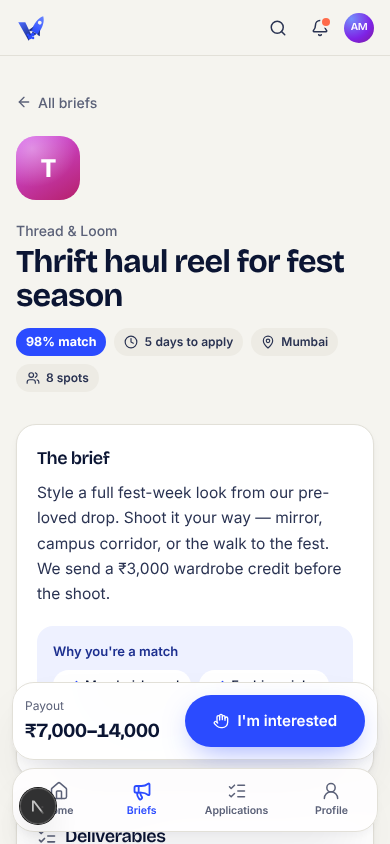 AM
All briefs
T
Thread & Loom
Thrift haul reel for fest
season
98% match
5 days to apply
Mumbai
8 spots
The brief
Style a full fest-week look from our pre-
loved drop. Shoot it your way — mirror,
campus corridor, or the walk to the fest.
We send a ₹3,000 wardrobe credit before
the shoot.
Why you're a match
Payout
₹7,000–14,000
I'm interested
Briefs
Applications
Profile
Deliverables